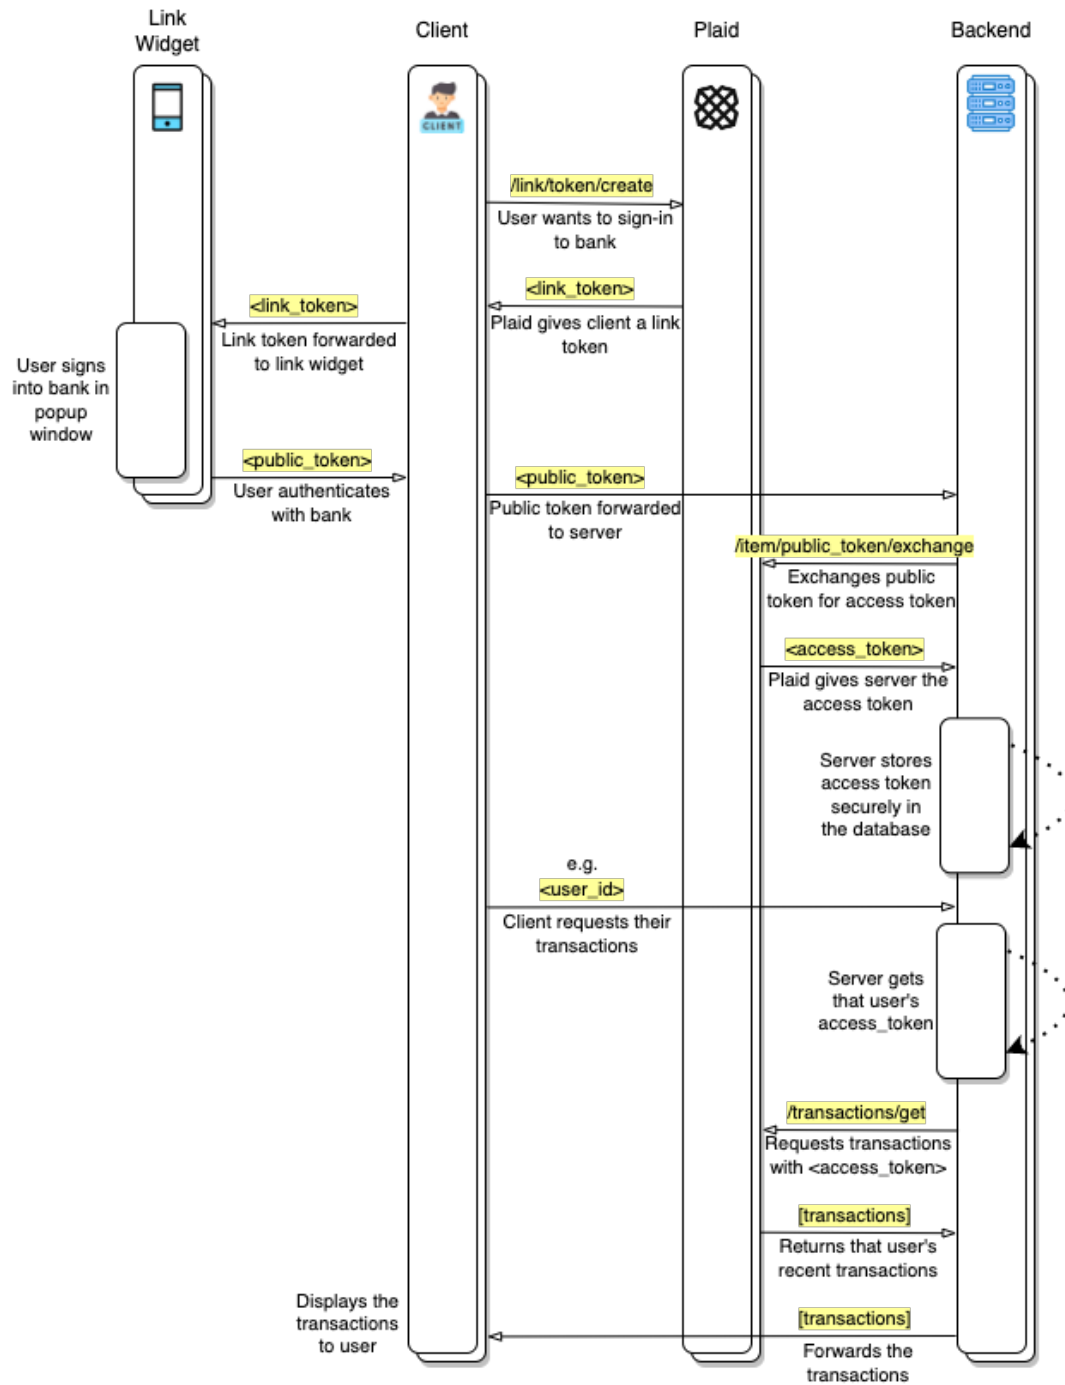 Link
Widget
Client
Plaid
Backend
CLIENT
/link/token/create
User wants to sign-in
to bank
<link_token>
Plaid gives client a link
token
<link_token>
Link token forwarded
to link widget
User signs
into bank in
popup
window
<public_token>
User authenticates
with bank
<public_token>
Public token forwarded
to server
/item/public_token/exchange
Exchanges public
token for access token
<access_token>
Plaid gives server the
access token
Server stores
access token
securely in
the database
e.g.
<user_id>
Client requests their
transactions
Server gets
that user's
access_token
/transactions/get
Requests transactions
with <access_token>
[transactions]
Returns that user's
recent transactions
[transactions]
Forwards the
transactions
Displays the
transactions
to user